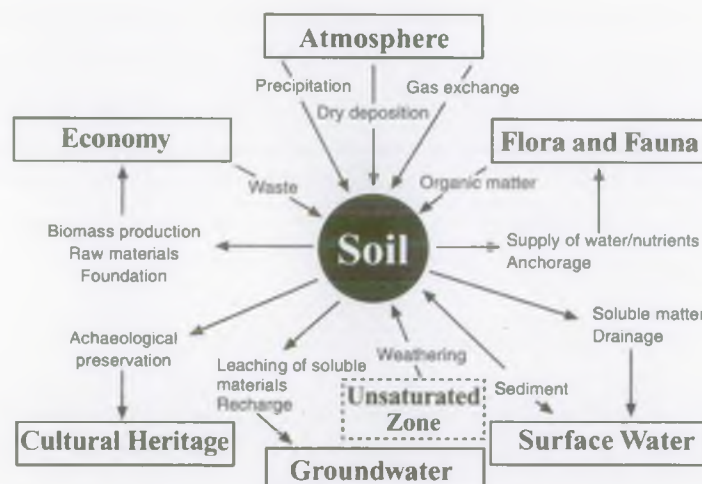 Atmosphere
Precipitation
Gas exchange
Dry deposition
Economy
Flora and Fauna
Waste
Organic matter
Biomass production
Raw materials
Foundation
Soil
Supply of water/nutrients
Anchorage
Achaeological
preservation
Leaching of soluble
materials
Recharge
Weathering
Soluble matter
Drainage
Sediment
Unsaturated
Zone
Cultural Heritage
Groundwater
Surface Water